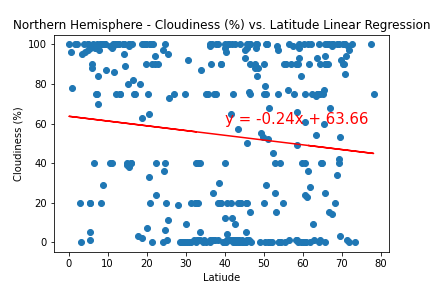 Northern Hemisphere - Cloudiness (%) vs. Latitude Linear Regression
100
80
60
40
20
0
Cloudiness (%)
y = -0.24x + 63.66
0 10 20 30 40 50 60 70 80
Latiude